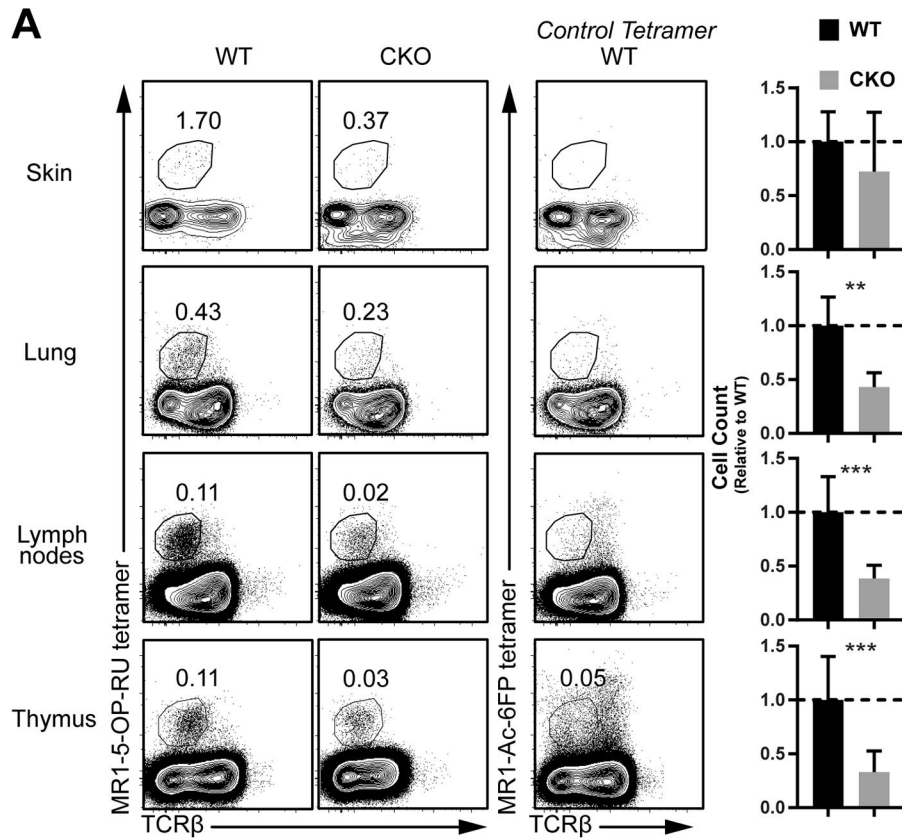 A
WT
CKO
Control Tetramer
WT
WT
CKO
Skin
1.70
0.37
1.5
1.0
0.5
0.0
Lung
0.43
0.23
1.5
1.0
0.5
0.0
**
Lymph
nodes
0.11
0.02
1.5
1.0
0.5
0.0
***
Thymus
0.11
0.03
0.05
1.5
1.0
0.5
0.0
***
MR1-5-OP-RU tetramer
MR1-Ac-6FP tetramer
Cell Count
(Relative to WT)
TCRβ
TCRβ